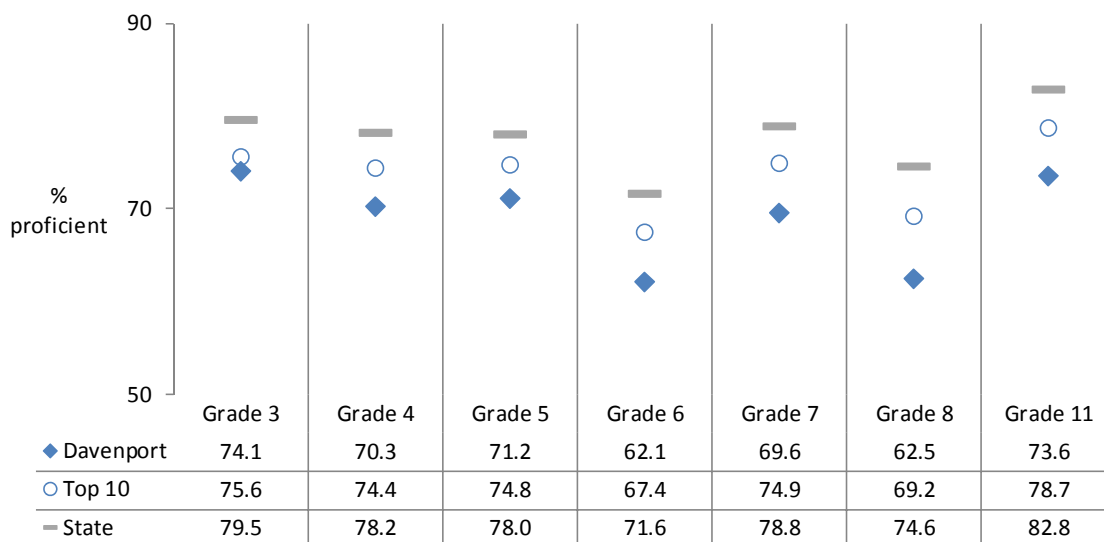 90
70
%
proficient
50
Grade 3 Grade 4 Grade 5 Grade 6 Grade 7 Grade 8 Grade 11
Davenport 74.1 70.3 71.2 62.1 69.6 62.5 73.6
Top 10 75.6 74.4 74.8 67.4 74.9 69.2 78.7
State 79.5 78.2 78.0 71.6 78.8 74.6 82.8